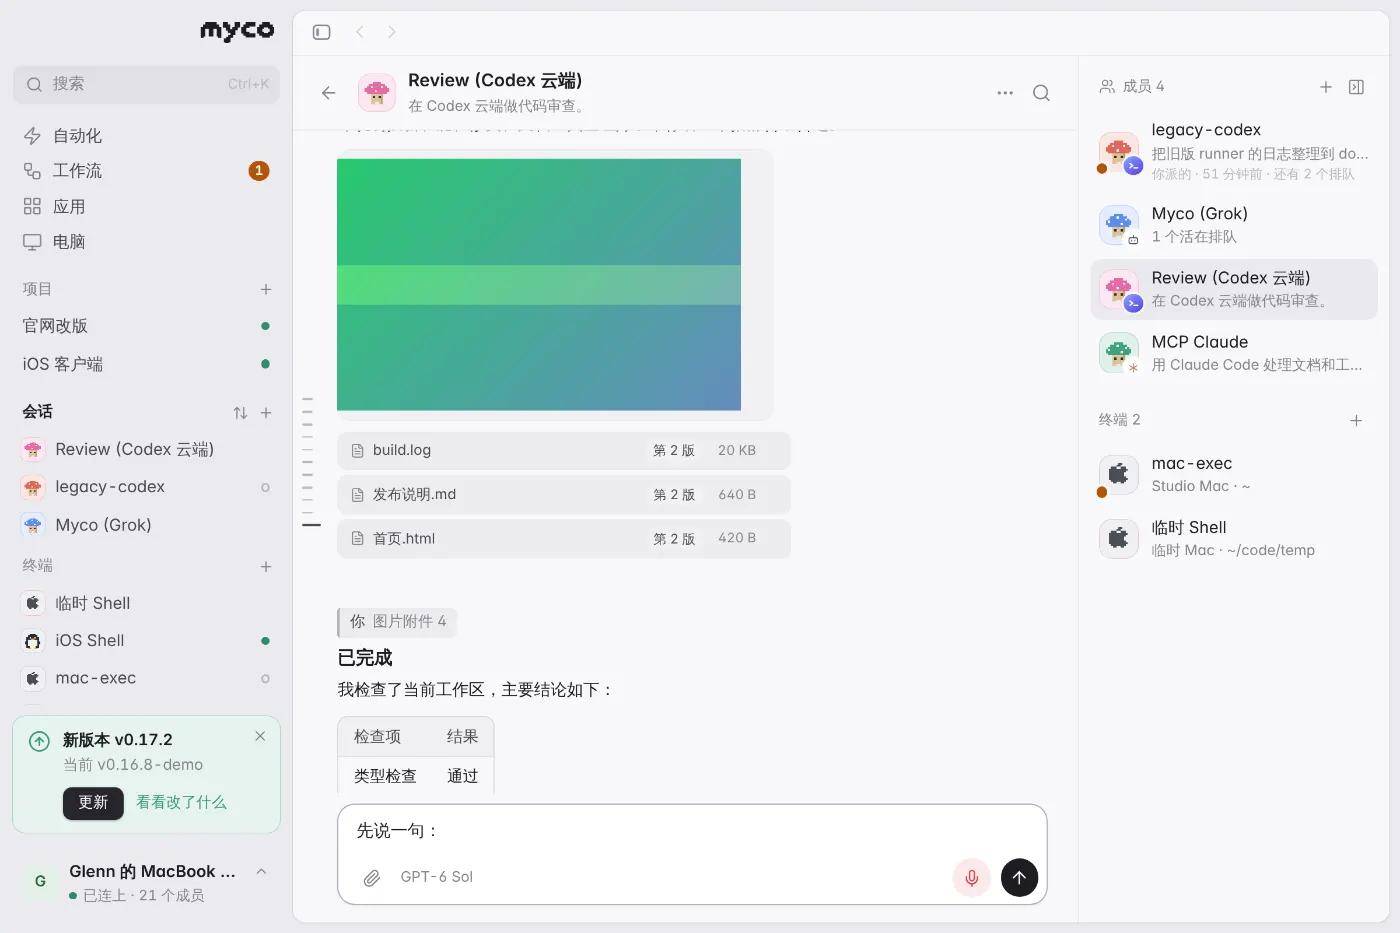 myco
搜索 Ctrl+K
自动化
工作流 1
应用
电脑
项目
官网改版
iOS 客户端
会话
Review (Codex 云端)
legacy-codex
Myco (Grok)
终端
临时 Shell
iOS Shell
mac-exec
新版本 v0.17.2
当前 v0.16.8-demo
更新 看看改了什么
G
Glenn 的 MacBook ...
已连上 · 21 个成员
Review (Codex 云端)
在 Codex 云端做代码审查。
build.log 第 2 版 20 KB
发布说明.md 第 2 版 640 B
首页.html 第 2 版 420 B
你 图片附件 4
已完成
我检查了当前工作区，主要结论如下：
检查项 结果
类型检查 通过
先说一句：
GPT-6 Sol
成员 4
legacy-codex
把旧版 runner 的日志整理到 do...
你派的 · 51 分钟前 · 还有 2 个排队
Myco (Grok)
1 个活在排队
Review (Codex 云端)
在 Codex 云端做代码审查。
MCP Claude
用 Claude Code 处理文档和工...
终端 2
mac-exec
Studio Mac · ~
临时 Shell
临时 Mac · ~/code/temp